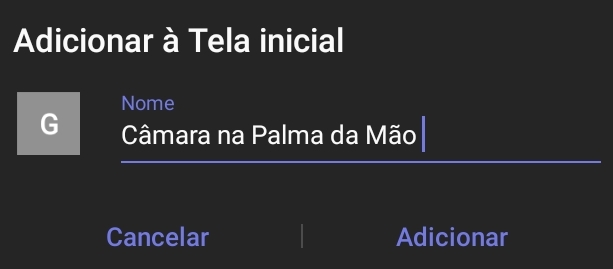 Adicionar à Tela inicial
G
Nome
Câmara na Palma da Mão
Cancelar
Adicionar